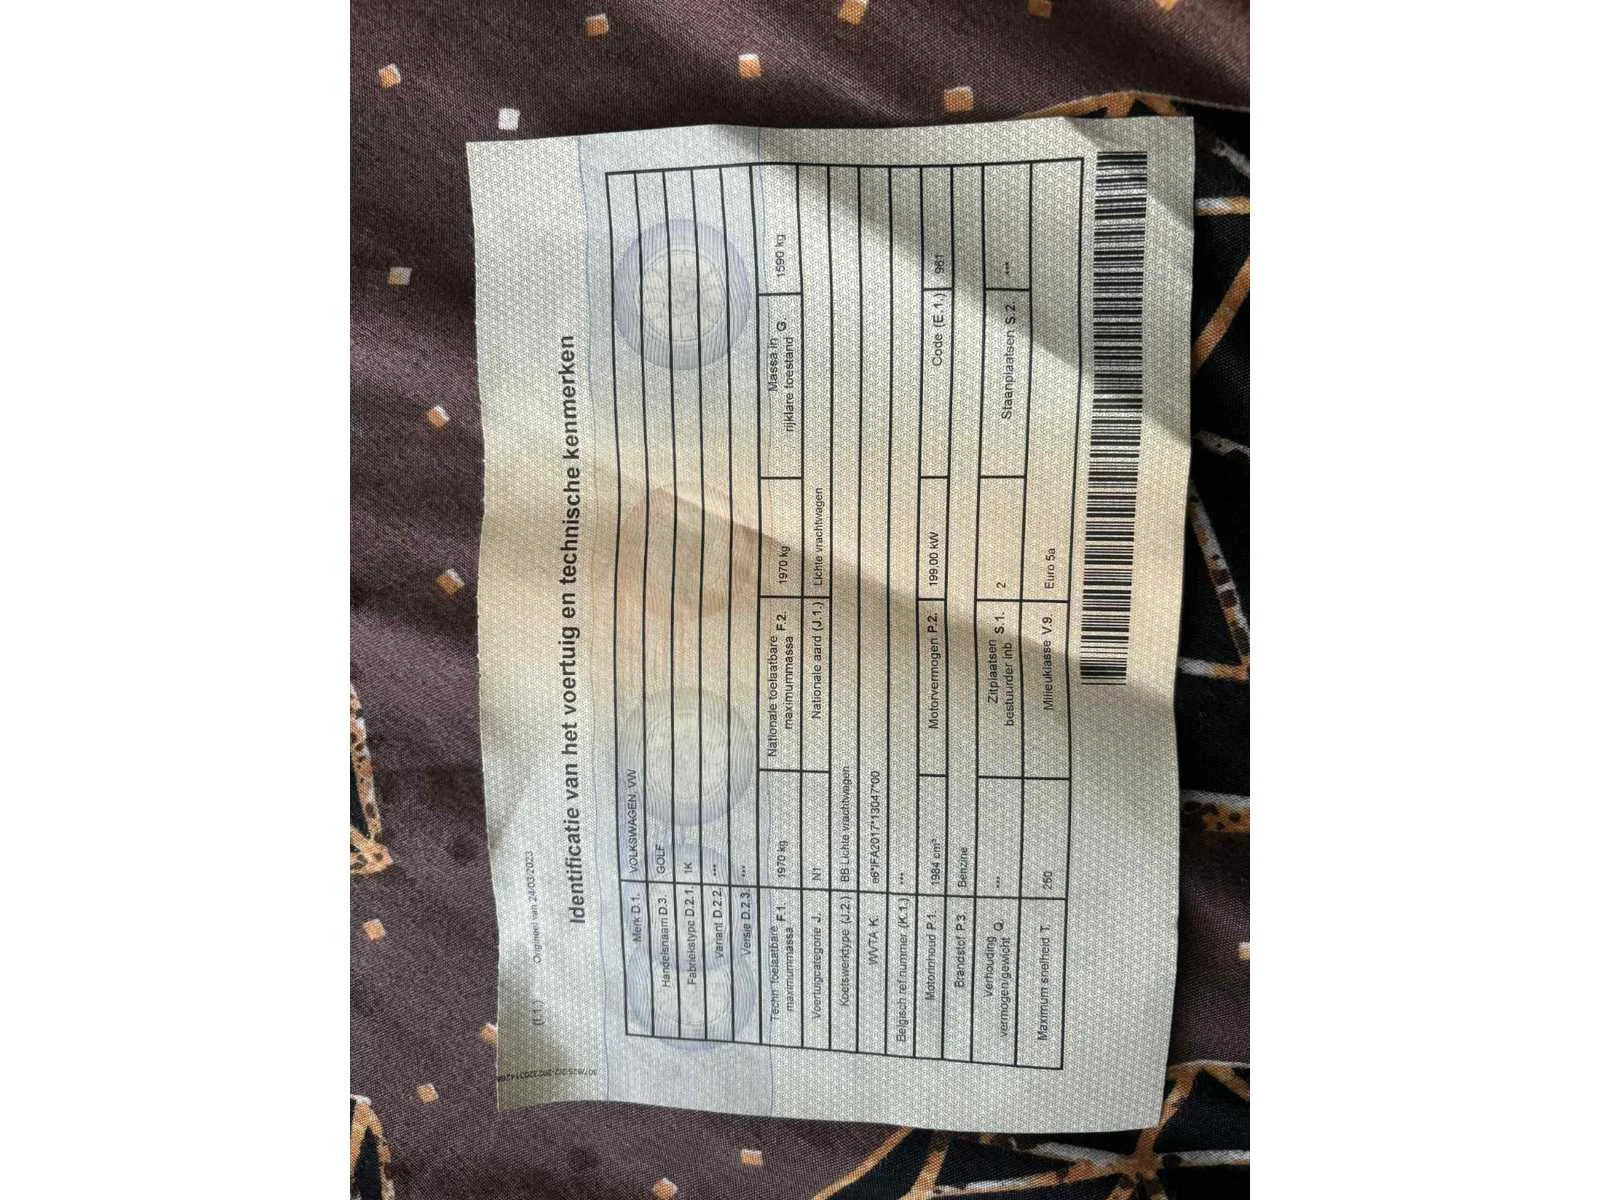 (I.1.) Origineel van 24/03/2023
Identificatie van het voertuig en technische kenmerken
Merk D.1. VOLKSWAGEN, VW
Handelsnaam D.3. GOLF
Fabriekstype D.2.1. 1K
Variant D.2.2. ***
Versie D.2.3. ***
Techn. toelaatbare maximummassa F.1. 1970 kg
Nationale toelaatbare maximummassa F.2. 1970 kg
Massa in rijklare toestand G. 1590 kg
Voertuigcategorie J. N1
Nationale aard (J.1.) Lichte vrachtwagen
Koetswerktype (J.2.) BB Lichte vrachtwagen
WVTA K. e6*IFA2017*13047*00
Belgisch ref.nummer (K.1.) ***
Motorinhoud P.1. 1984 cm³
Motorvermogen P.2. 199,00 kW
Code (E.1.) 961
Brandstof P.3. Benzine
Verhouding vermogen/gewicht Q. ***
Zitplaatsen bestuurder inb S.1. 2
Staanplaatsen S.2. ***
Maximum snelheid T. 250
Milieuklasse V.9. Euro 5a